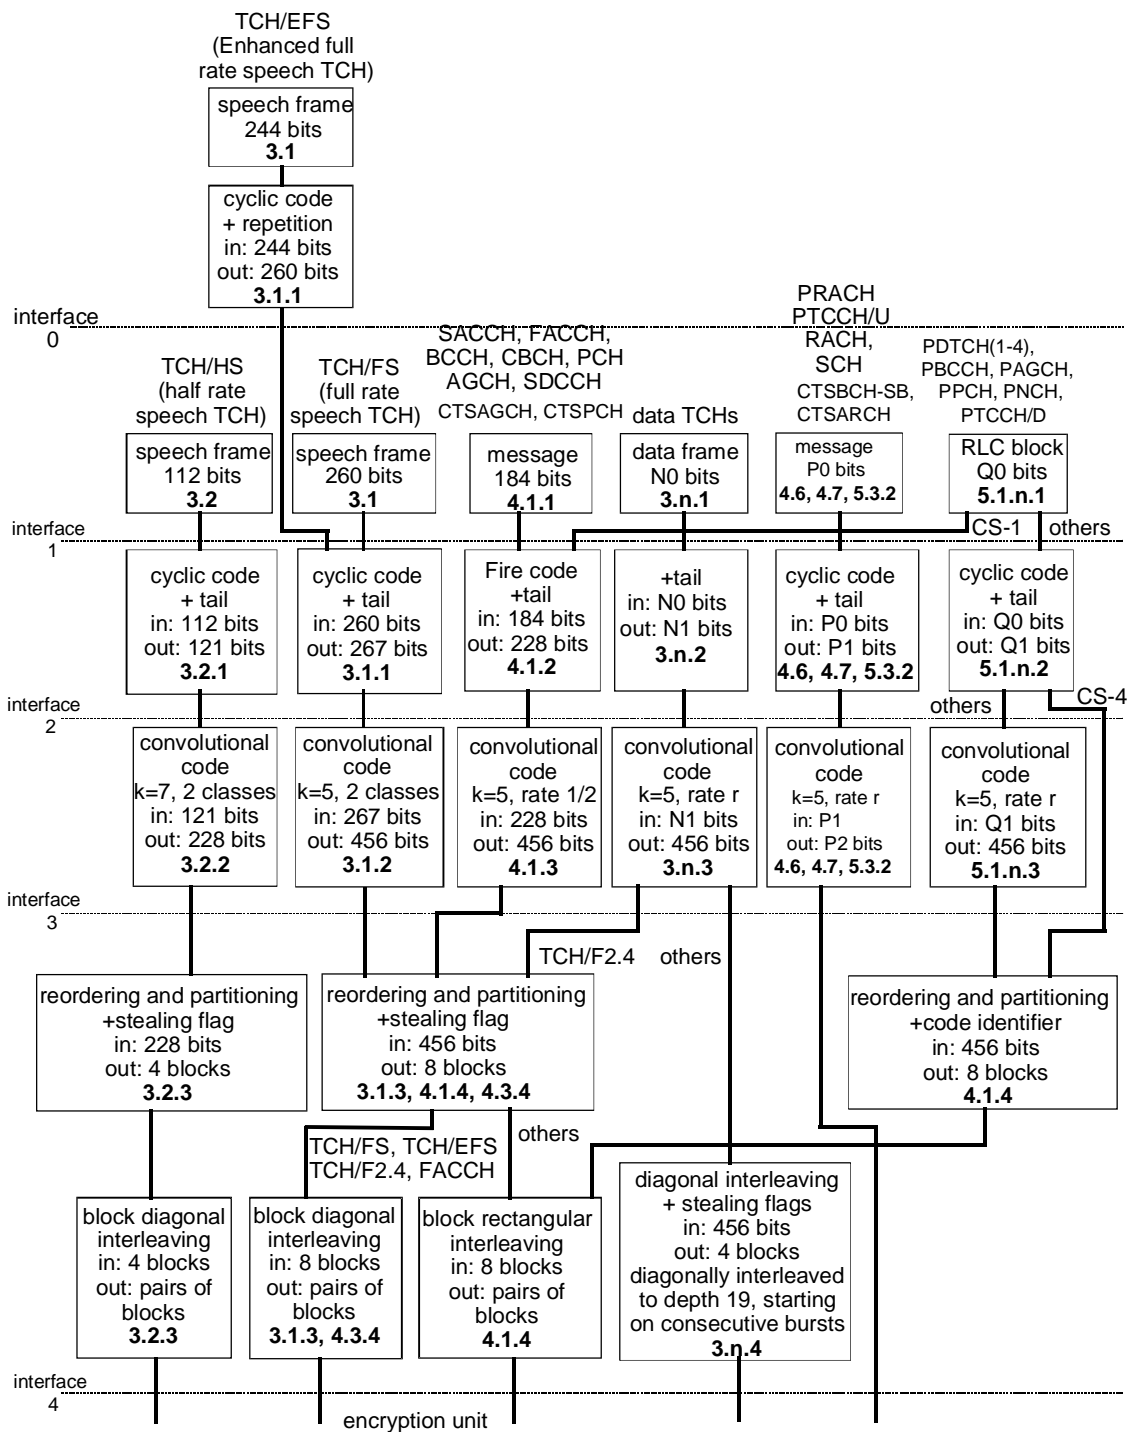 TCH/EFS
(Enhanced full
rate speech TCH)
speech frame
244 bits
3.1
cyclic code
+ repetition
in: 244 bits
out: 260 bits
3.1.1
interface
0
TCH/HS
(half rate
speech TCH)
TCH/FS
(full rate
speech TCH)
SACCH, FACCH,
BCCH, CBCH, PCH
AGCH, SDCCH
CTSAGCH, CTSPCH
data TCHs
PRACH
PTCCH/U
RACH,
SCH
CTSBCH-SB,
CTSARCH
PDTCH(1-4),
PBCCH, PAGCH,
PPCH, PNCH,
PTCCH/D
speech frame
112 bits
3.2
speech frame
260 bits
3.1
message
184 bits
4.1.1
data frame
N0 bits
3.n.1
message
P0 bits
4.6, 4.7, 5.3.2
RLC block
Q0 bits
5.1.n.1
interface
1
CS-1
others
cyclic code
+ tail
in: 112 bits
out: 121 bits
3.2.1
cyclic code
+ tail
in: 260 bits
out: 267 bits
3.1.1
Fire code
+tail
in: 184 bits
out: 228 bits
4.1.2
+tail
in: N0 bits
out: N1 bits
3.n.2
cyclic code
+ tail
in: P0 bits
out: P1 bits
4.6, 4.7, 5.3.2
cyclic code
+ tail
in: Q0 bits
out: Q1 bits
5.1.n.2
interface
2
others
CS-4
convolutional
code
k=7, 2 classes
in: 121 bits
out: 228 bits
3.2.2
convolutional
code
k=5, 2 classes
in: 267 bits
out: 456 bits
3.1.2
convolutional
code
k=5, rate 1/2
in: 228 bits
out: 456 bits
4.1.3
convolutional
code
k=5, rate r
in: N1 bits
out: 456 bits
3.n.3
convolutional
code
k=5, rate r
in: P1
out: P2 bits
4.6, 4.7, 5.3.2
convolutional
code
k=5, rate r
in: Q1 bits
out: 456 bits
5.1.n.3
interface
3
TCH/F2.4
others
reordering and partitioning
+stealing flag
in: 228 bits
out: 4 blocks
3.2.3
reordering and partitioning
+stealing flag
in: 456 bits
out: 8 blocks
3.1.3, 4.1.4, 4.3.4
reordering and partitioning
+code identifier
in: 456 bits
out: 8 blocks
4.1.4
TCH/FS, TCH/EFS
TCH/F2.4, FACCH
others
block diagonal
interleaving
in: 4 blocks
out: pairs of
blocks
3.2.3
block diagonal
interleaving
in: 8 blocks
out: pairs of
blocks
3.1.3, 4.3.4
block rectangular
interleaving
in: 8 blocks
out: pairs of
blocks
4.1.4
diagonal interleaving
+ stealing flags
in: 456 bits
out: 4 blocks
diagonally interleaved
to depth 19, starting
on consecutive bursts
3.n.4
interface
4
encryption unit